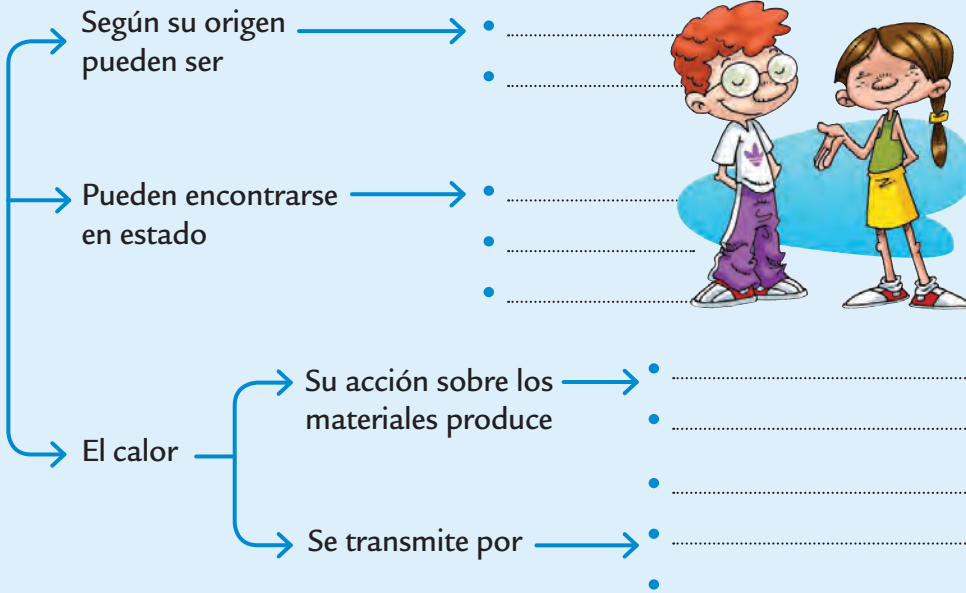 Según su origen
pueden ser
Pueden encontrarse
en estado
Su acción sobre los
materiales produce
El calor
Se transmite por